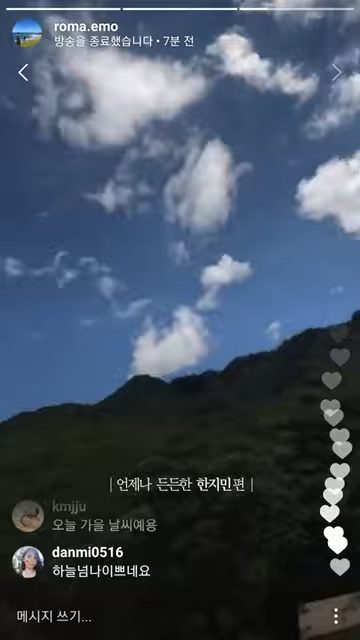 roma.emo
방송을 종료했습니다 • 7분 전
| 언제나 든든한 한지민편 |
kmjju
오늘 가을 날씨예용
danmi0516
하늘넘나이쁘네요
메시지 쓰기...